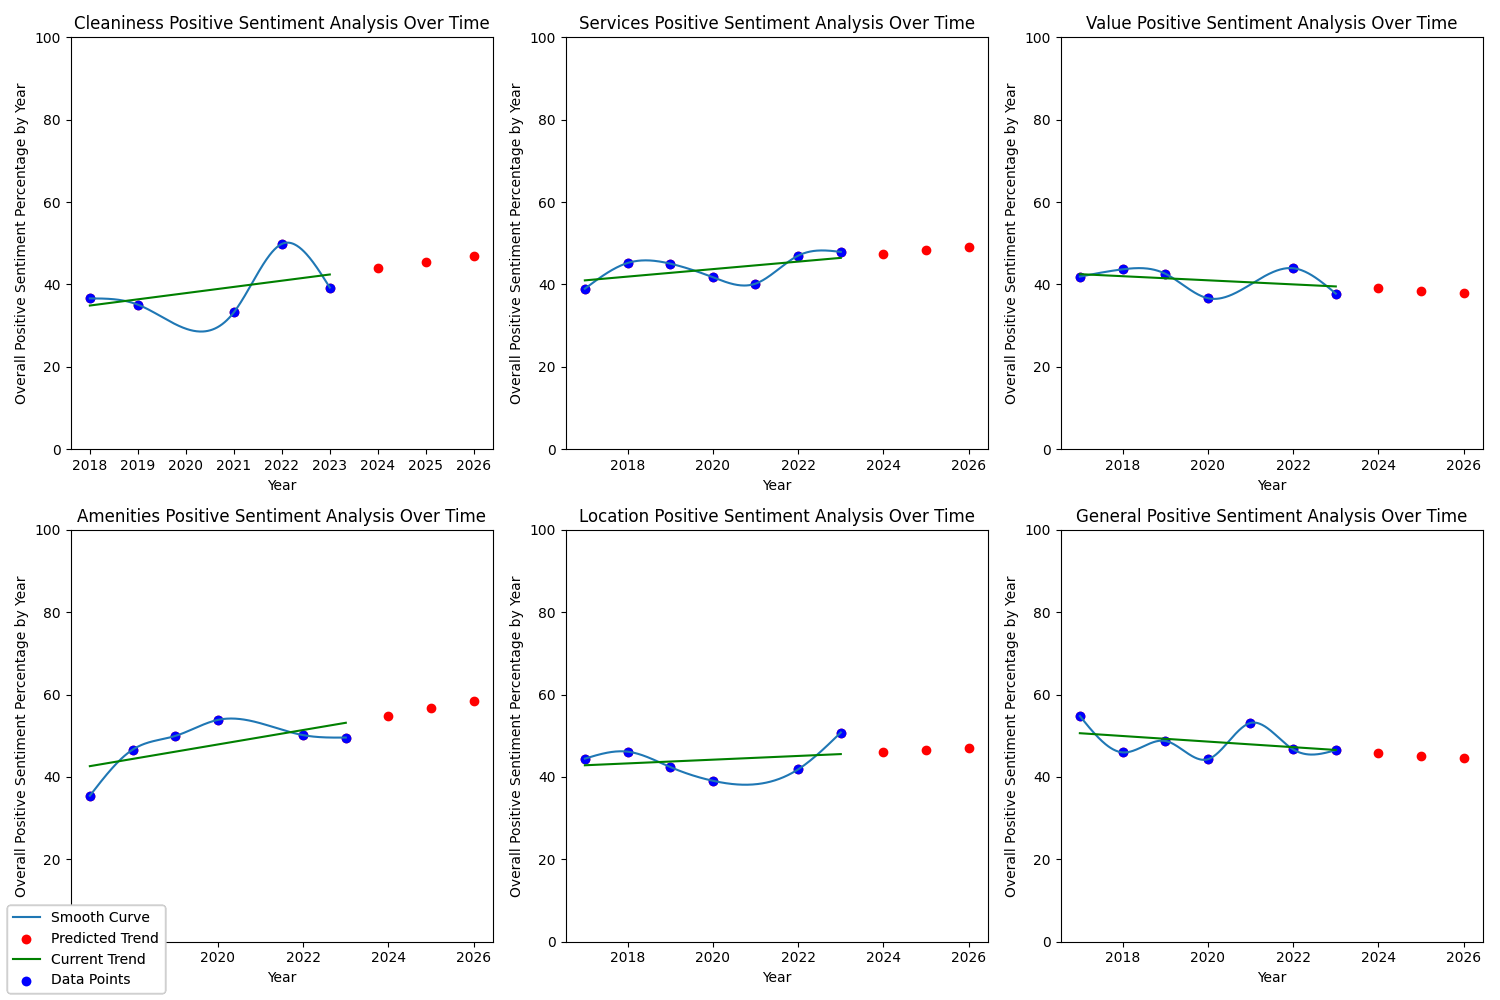 Cleaniness Positive Sentiment Analysis Over Time
Overall Positive Sentiment Percentage by Year
100
80
60
40
20
0
2018 2019 2020 2021 2022 2023 2024 2025 2026
Year
Services Positive Sentiment Analysis Over Time
Overall Positive Sentiment Percentage by Year
100
80
60
40
20
0
2018 2020 2022 2024 2026
Year
Value Positive Sentiment Analysis Over Time
Overall Positive Sentiment Percentage by Year
100
80
60
40
20
0
2018 2020 2022 2024 2026
Year
Amenities Positive Sentiment Analysis Over Time
Overall Positive Sentiment Percentage by Year
100
80
60
40
20
2020 2022 2024 2026
Year
Smooth Curve
Predicted Trend
Current Trend
Data Points
Location Positive Sentiment Analysis Over Time
Overall Positive Sentiment Percentage by Year
100
80
60
40
20
0
2018 2020 2022 2024 2026
Year
General Positive Sentiment Analysis Over Time
Overall Positive Sentiment Percentage by Year
100
80
60
40
20
0
2018 2020 2022 2024 2026
Year